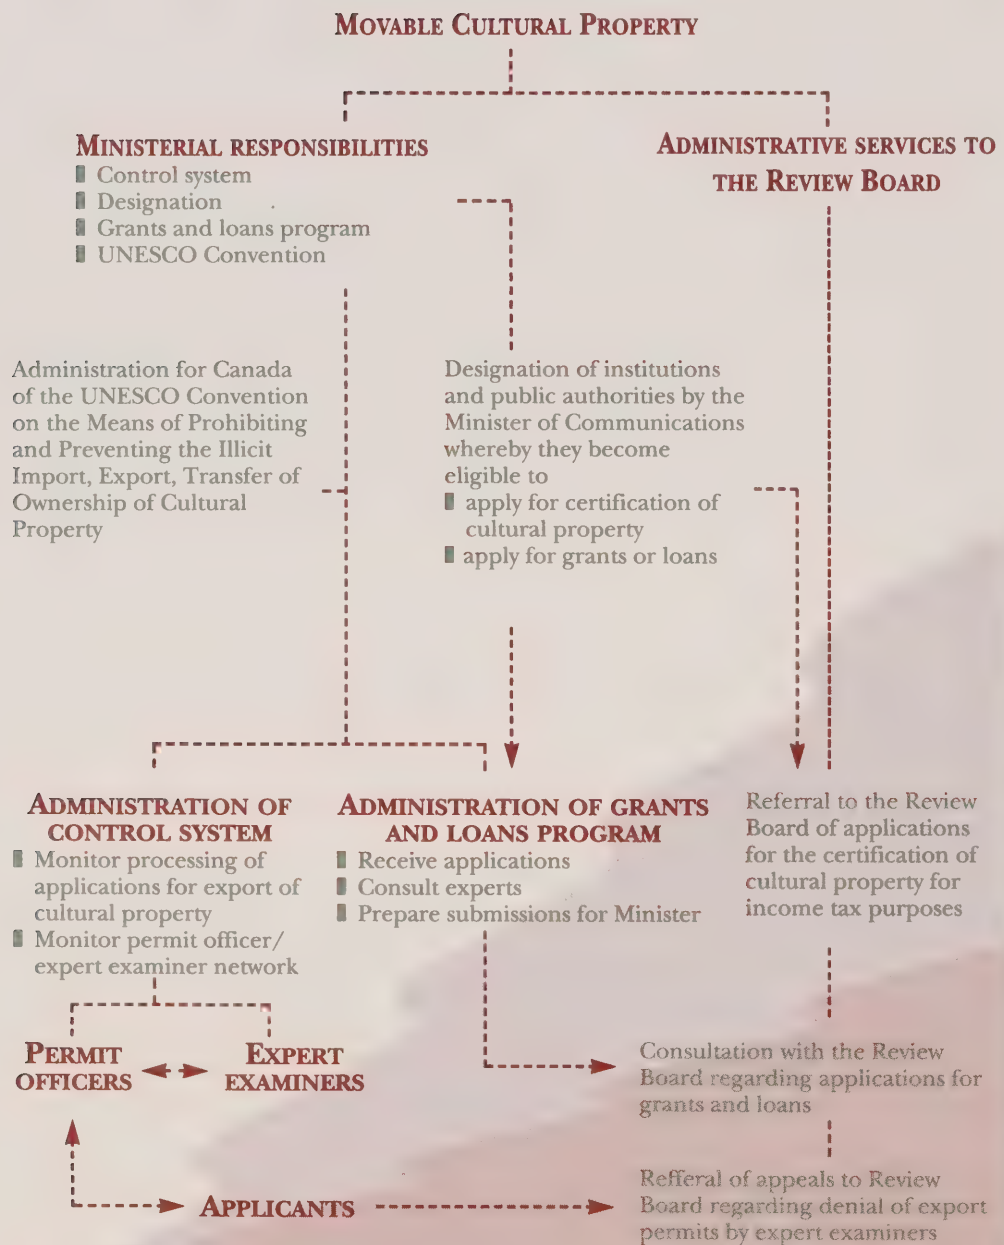 MOVABLE CULTURAL PROPERTY
MINISTERIAL RESPONSIBILITIES
Control system
Designation
Grants and loans program
UNESCO Convention
ADMINISTRATIVE SERVICES TO
THE REVIEW BOARD
Administration for Canada
of the UNESCO Convention
on the Means of Prohibiting
and Preventing the Illicit
Import, Export, Transfer of
Ownership of Cultural
Property
Designation of institutions
and public authorities by the
Minister of Communications
whereby they become
eligible to
apply for certification of
cultural property
apply for grants or loans
ADMINISTRATION OF
CONTROL SYSTEM
Monitor processing of
applications for export of
cultural property
Monitor permit officer/
expert examiner network
ADMINISTRATION OF GRANTS
AND LOANS PROGRAM
Receive applications
Consult experts
Prepare submissions for Minister
Referral to the Review
Board of applications
for the certification of
cultural property for
income tax purposes
PERMIT
OFFICERS
EXPERT
EXAMINERS
Consultation with the Review
Board regarding applications for
grants and loans
APPLICANTS
Refferal of appeals to Review
Board regarding denial of export
permits by expert examiners